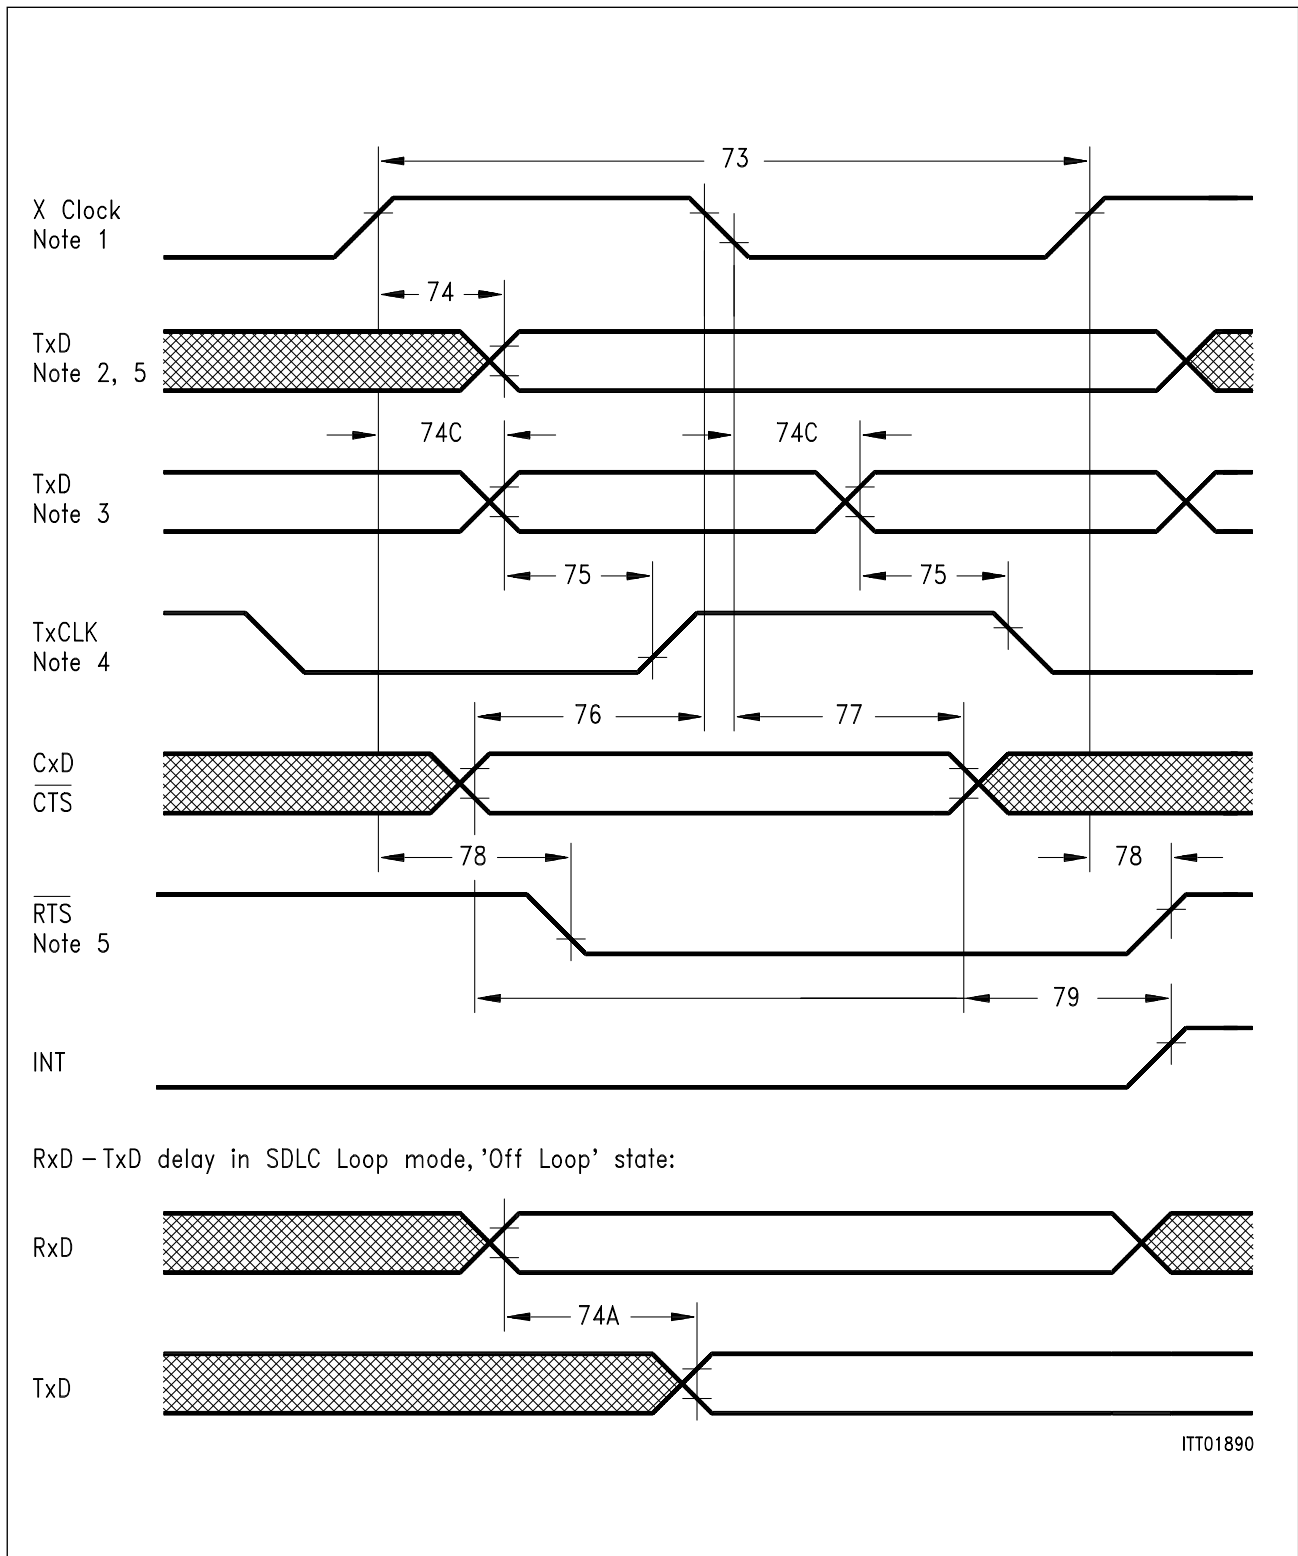 73
X Clock
Note 1
74
TxD
Note 2, 5
74C 74C
TxD
Note 3
75 75
TxCLK
Note 4
76 77
CxD
CTS
78 78
RTS
Note 5
79
INT
RxD – TxD delay in SDLC Loop mode, 'Off Loop' state:
RxD
74A
TxD
ITT01890